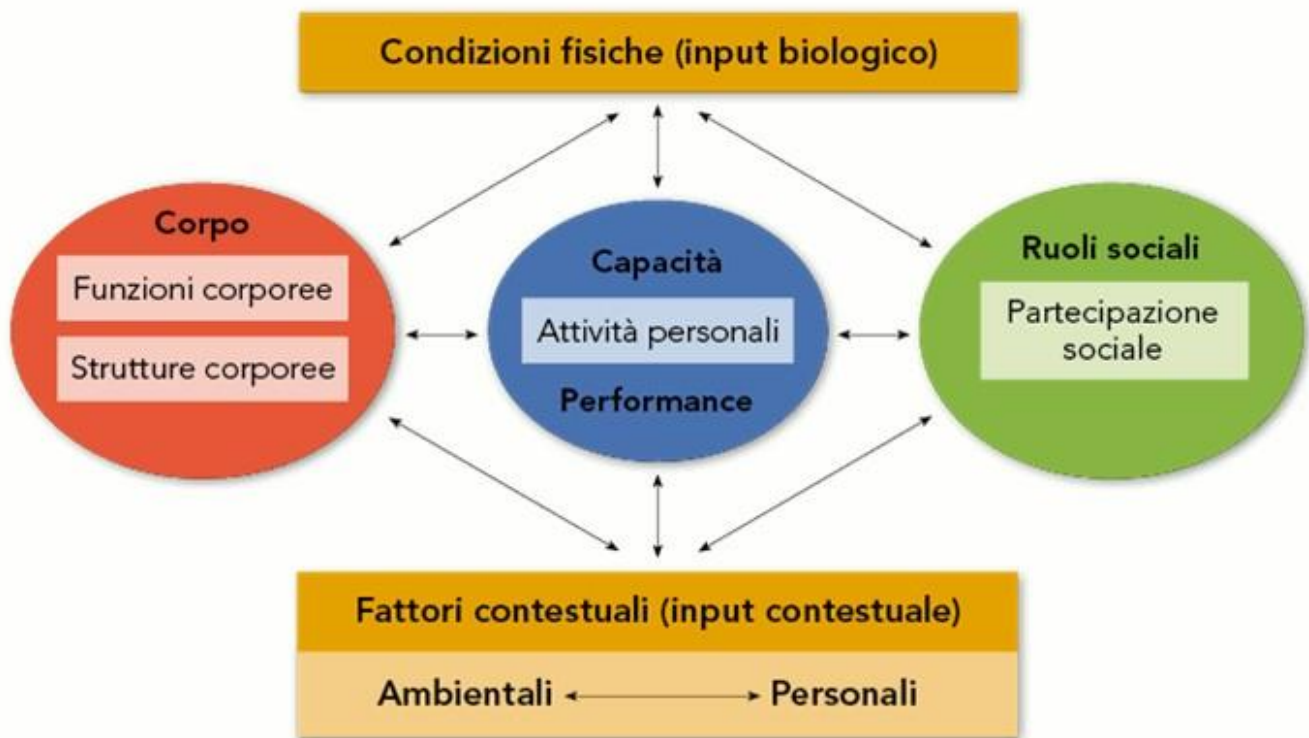 Condizioni fisiche (input biologico)
Corpo
Funzioni corporee
Strutture corporee
Capacità
Attività personali
Performance
Ruoli sociali
Partecipazione
sociale
Fattori contestuali (input contestuale)
Ambientali Personali